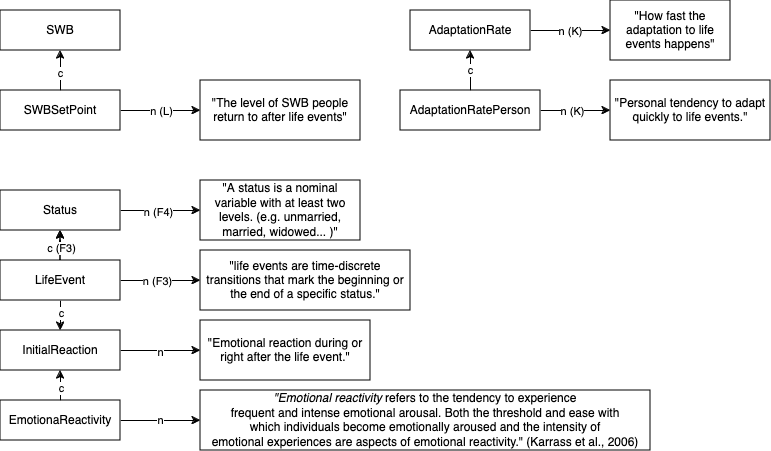 SWB
c
SWBSetPoint
n (L)
"The level of SWB people
return to after life events"
AdaptationRate
n (K)
"How fast the
adaptation to life
events happens"
c
AdaptationRatePerson
n (K)
"Personal tendency to adapt
quickly to life events."
Status
n (F4)
"A status is a nominal
variable with at least two
levels. (e.g. unmarried,
married, widowed... )"
c (F3)
LifeEvent
n (F3)
"life events are time-discrete
transitions that mark the beginning or
the end of a specific status."
c
InitialReaction
n
"Emotional reaction during or
right after the life event."
c
EmotionaReactivity
n
"Emotional reactivity refers to the tendency to experience
frequent and intense emotional arousal. Both the threshold and ease with
which individuals become emotionally aroused and the intensity of
emotional experiences are aspects of emotional reactivity." (Karrass et al., 2006)